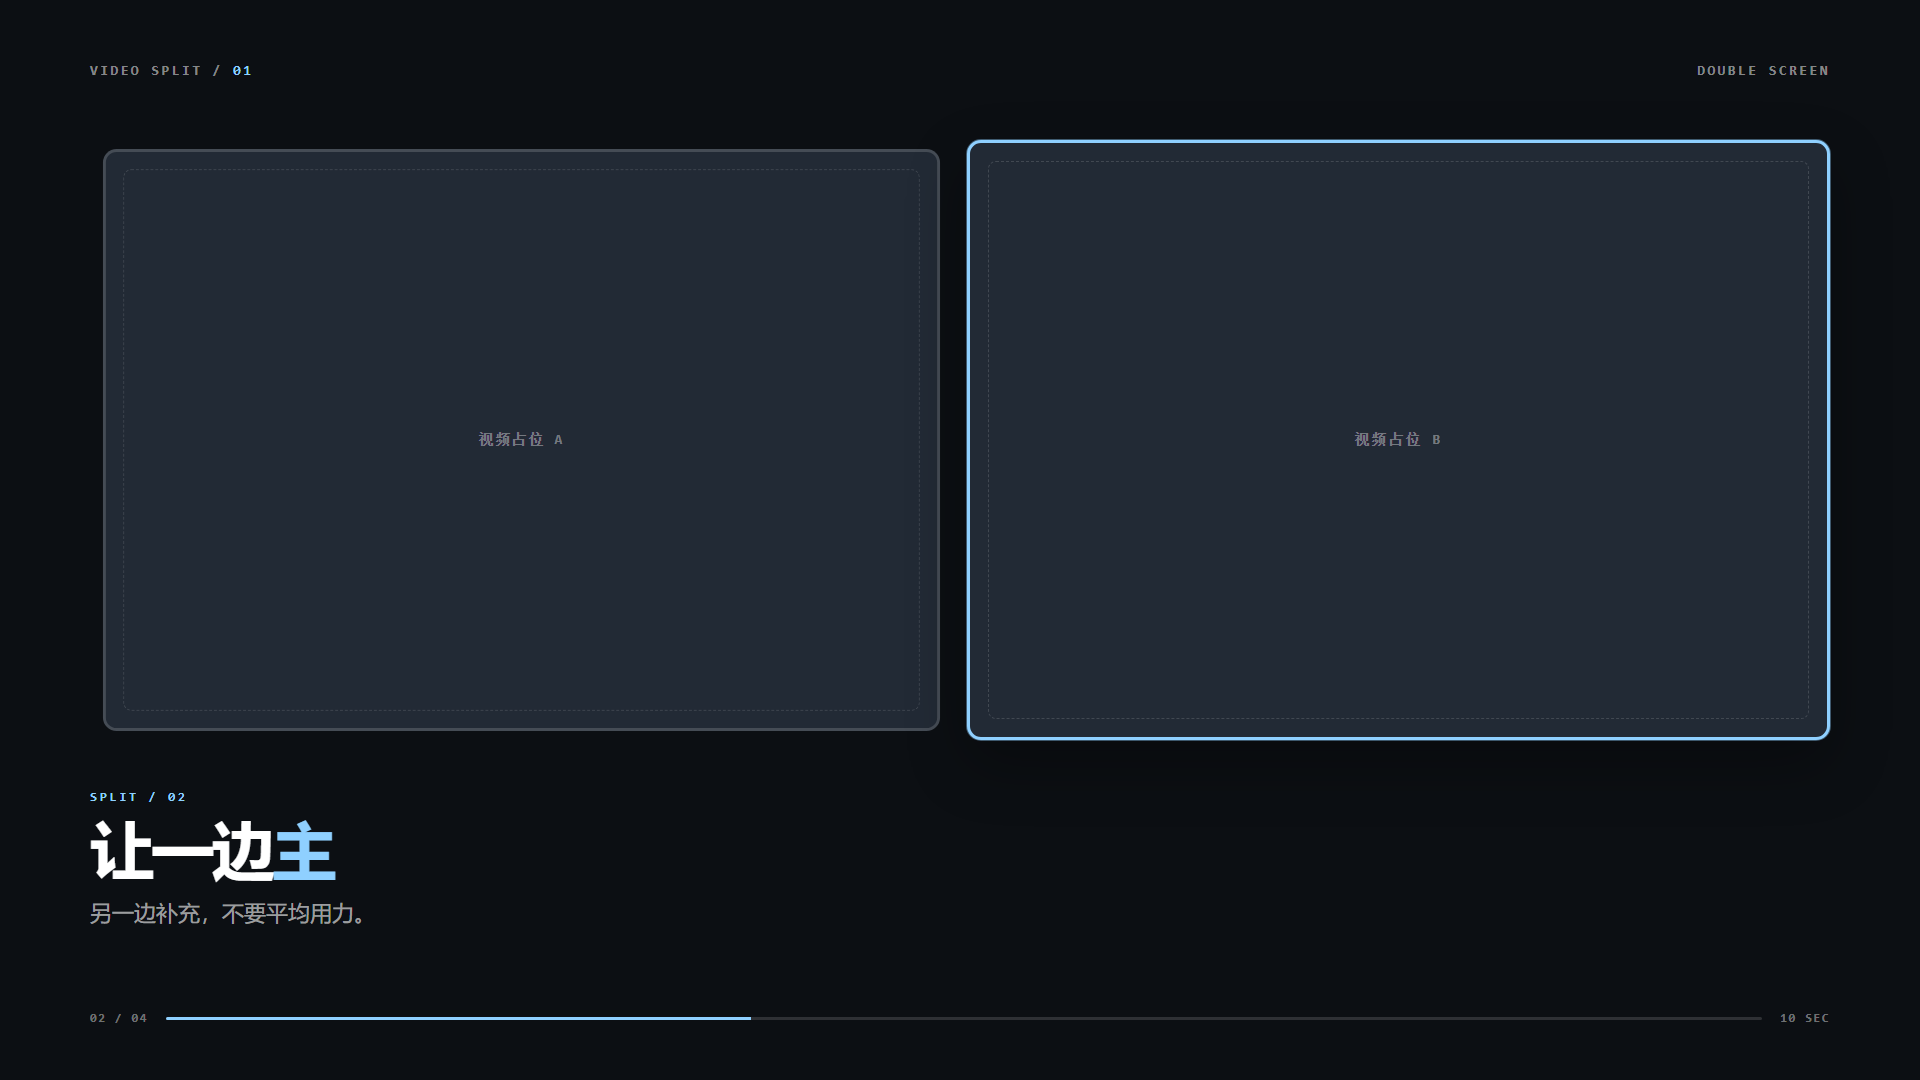 VIDEO SPLIT / 01
DOUBLE SCREEN
视频占位 A
视频占位 B
SPLIT / 02
让一边主
另一边补充，不要平均用力。
02 / 04
10 SEC